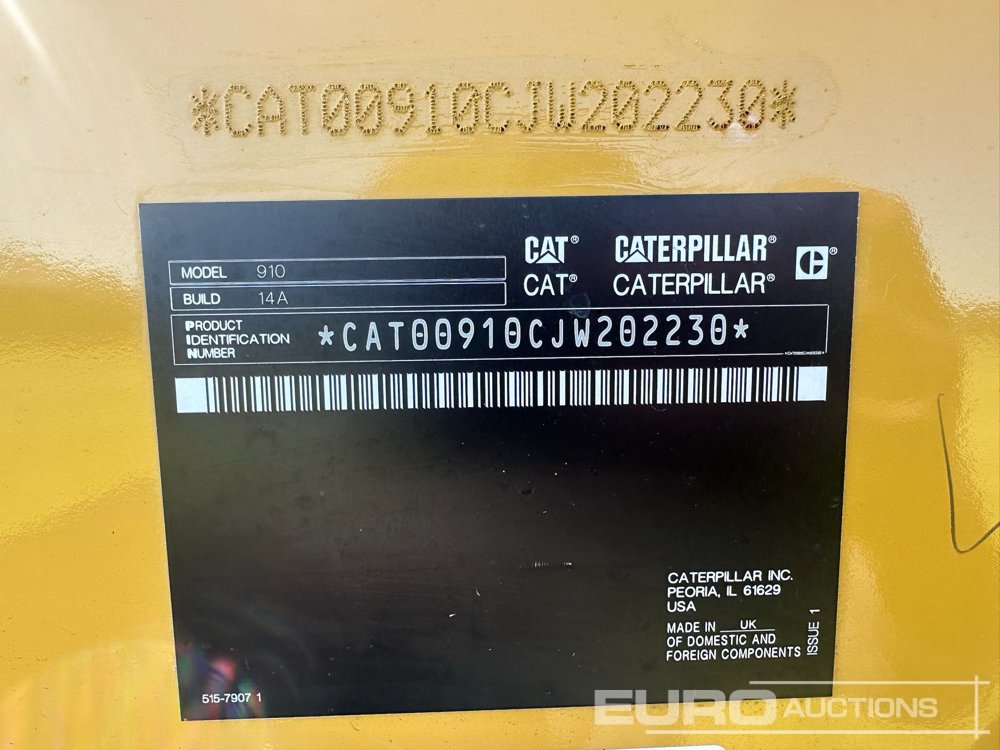 *CAT00910CJW202230*
CAT® CATERPILLAR® C®
CAT® CATERPILLAR®
MODEL 910
BUILD 14A
PRODUCT
IDENTIFICATION
NUMBER
*CAT00910CJW202230*
*CAT00910CJW202230*
CATERPILLAR INC.
PEORIA, IL 61629
USA
MADE IN UK
OF DOMESTIC AND
FOREIGN COMPONENTS
ISSUE 1
515-7907 1
EURO AUCTIONS